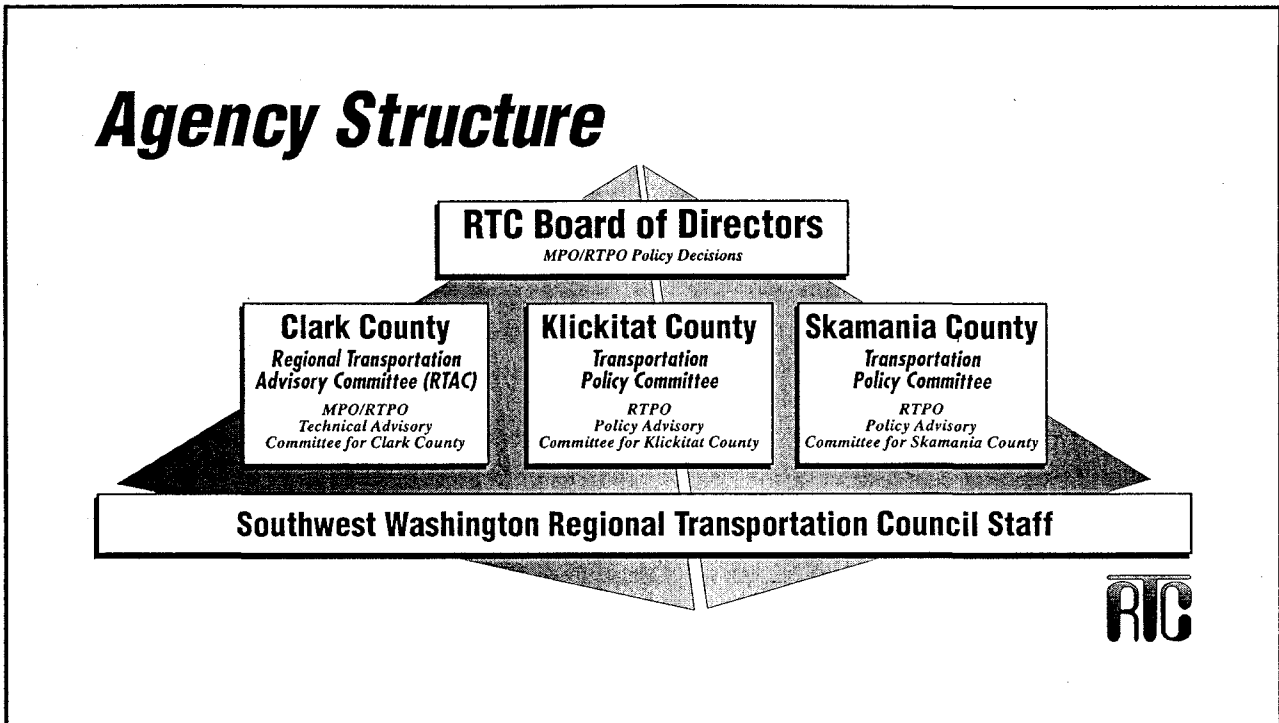 Agency Structure
RTC Board of Directors
MPO/RTPO Policy Decisions
Clark County
Regional Transportation
Advisory Committee (RTAC)
MPO/RTPO
Technical Advisory
Committee for Clark County
Klickitat County
Transportation
Policy Committee
RTPO
Policy Advisory
Committee for Klickitat County
Skamania County
Transportation
Policy Committee
RTPO
Policy Advisory
Committee for Skamania County
Southwest Washington Regional Transportation Council Staff
RTC